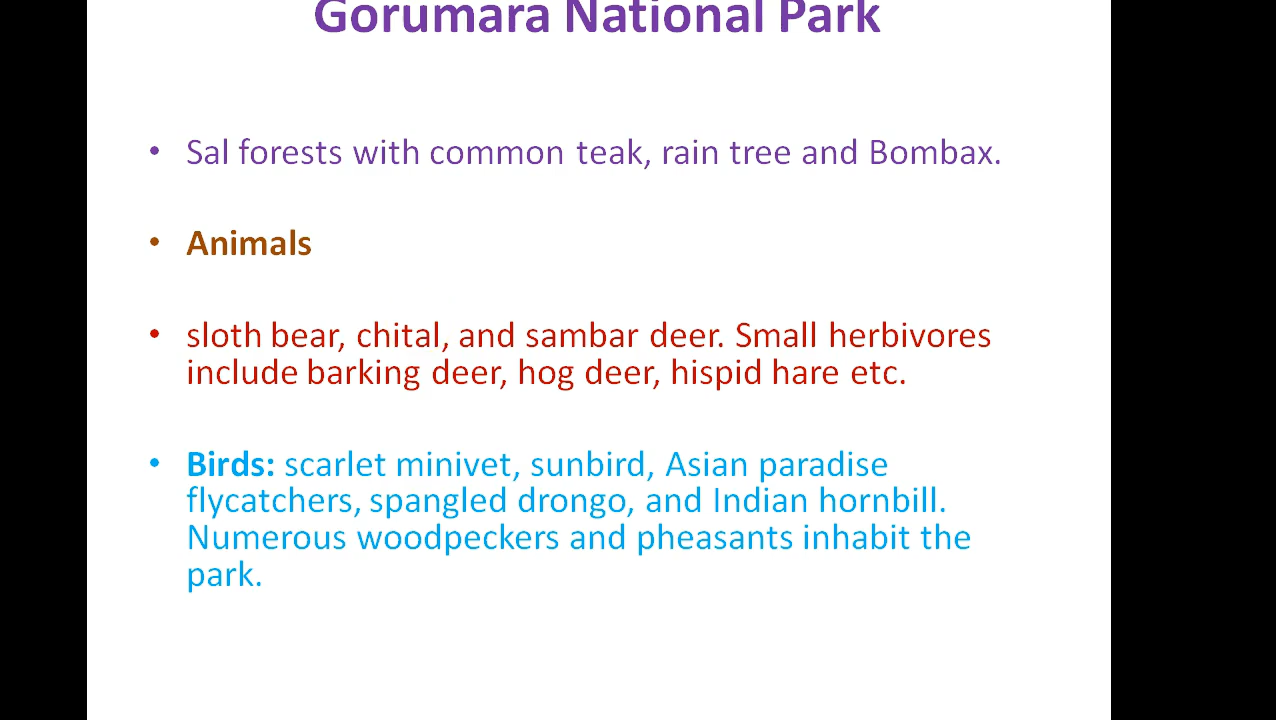 Gorumara National Park
• Sal forests with common teak, rain tree and Bombax.
• Animals
• sloth bear, chital, and sambar deer. Small herbivores
include barking deer, hog deer, hispid hare etc.
• Birds: scarlet minivet, sunbird, Asian paradise
flycatchers, spangled drongo, and Indian hornbill.
Numerous woodpeckers and pheasants inhabit the
park.